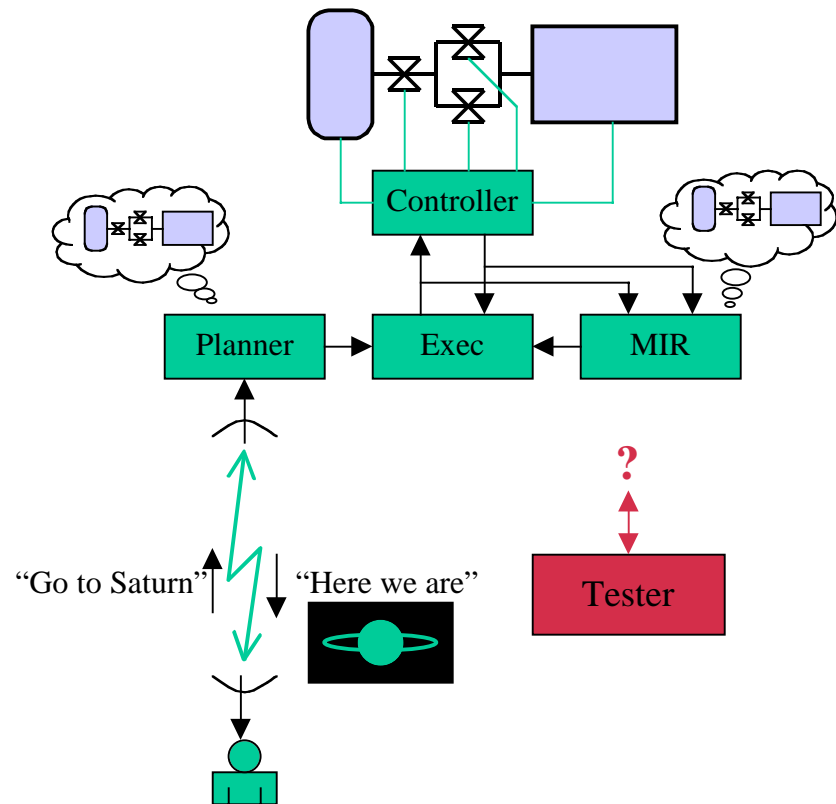 Controller
Planner
Exec
MIR
?
“Go to Saturn”
“Here we are”
Tester